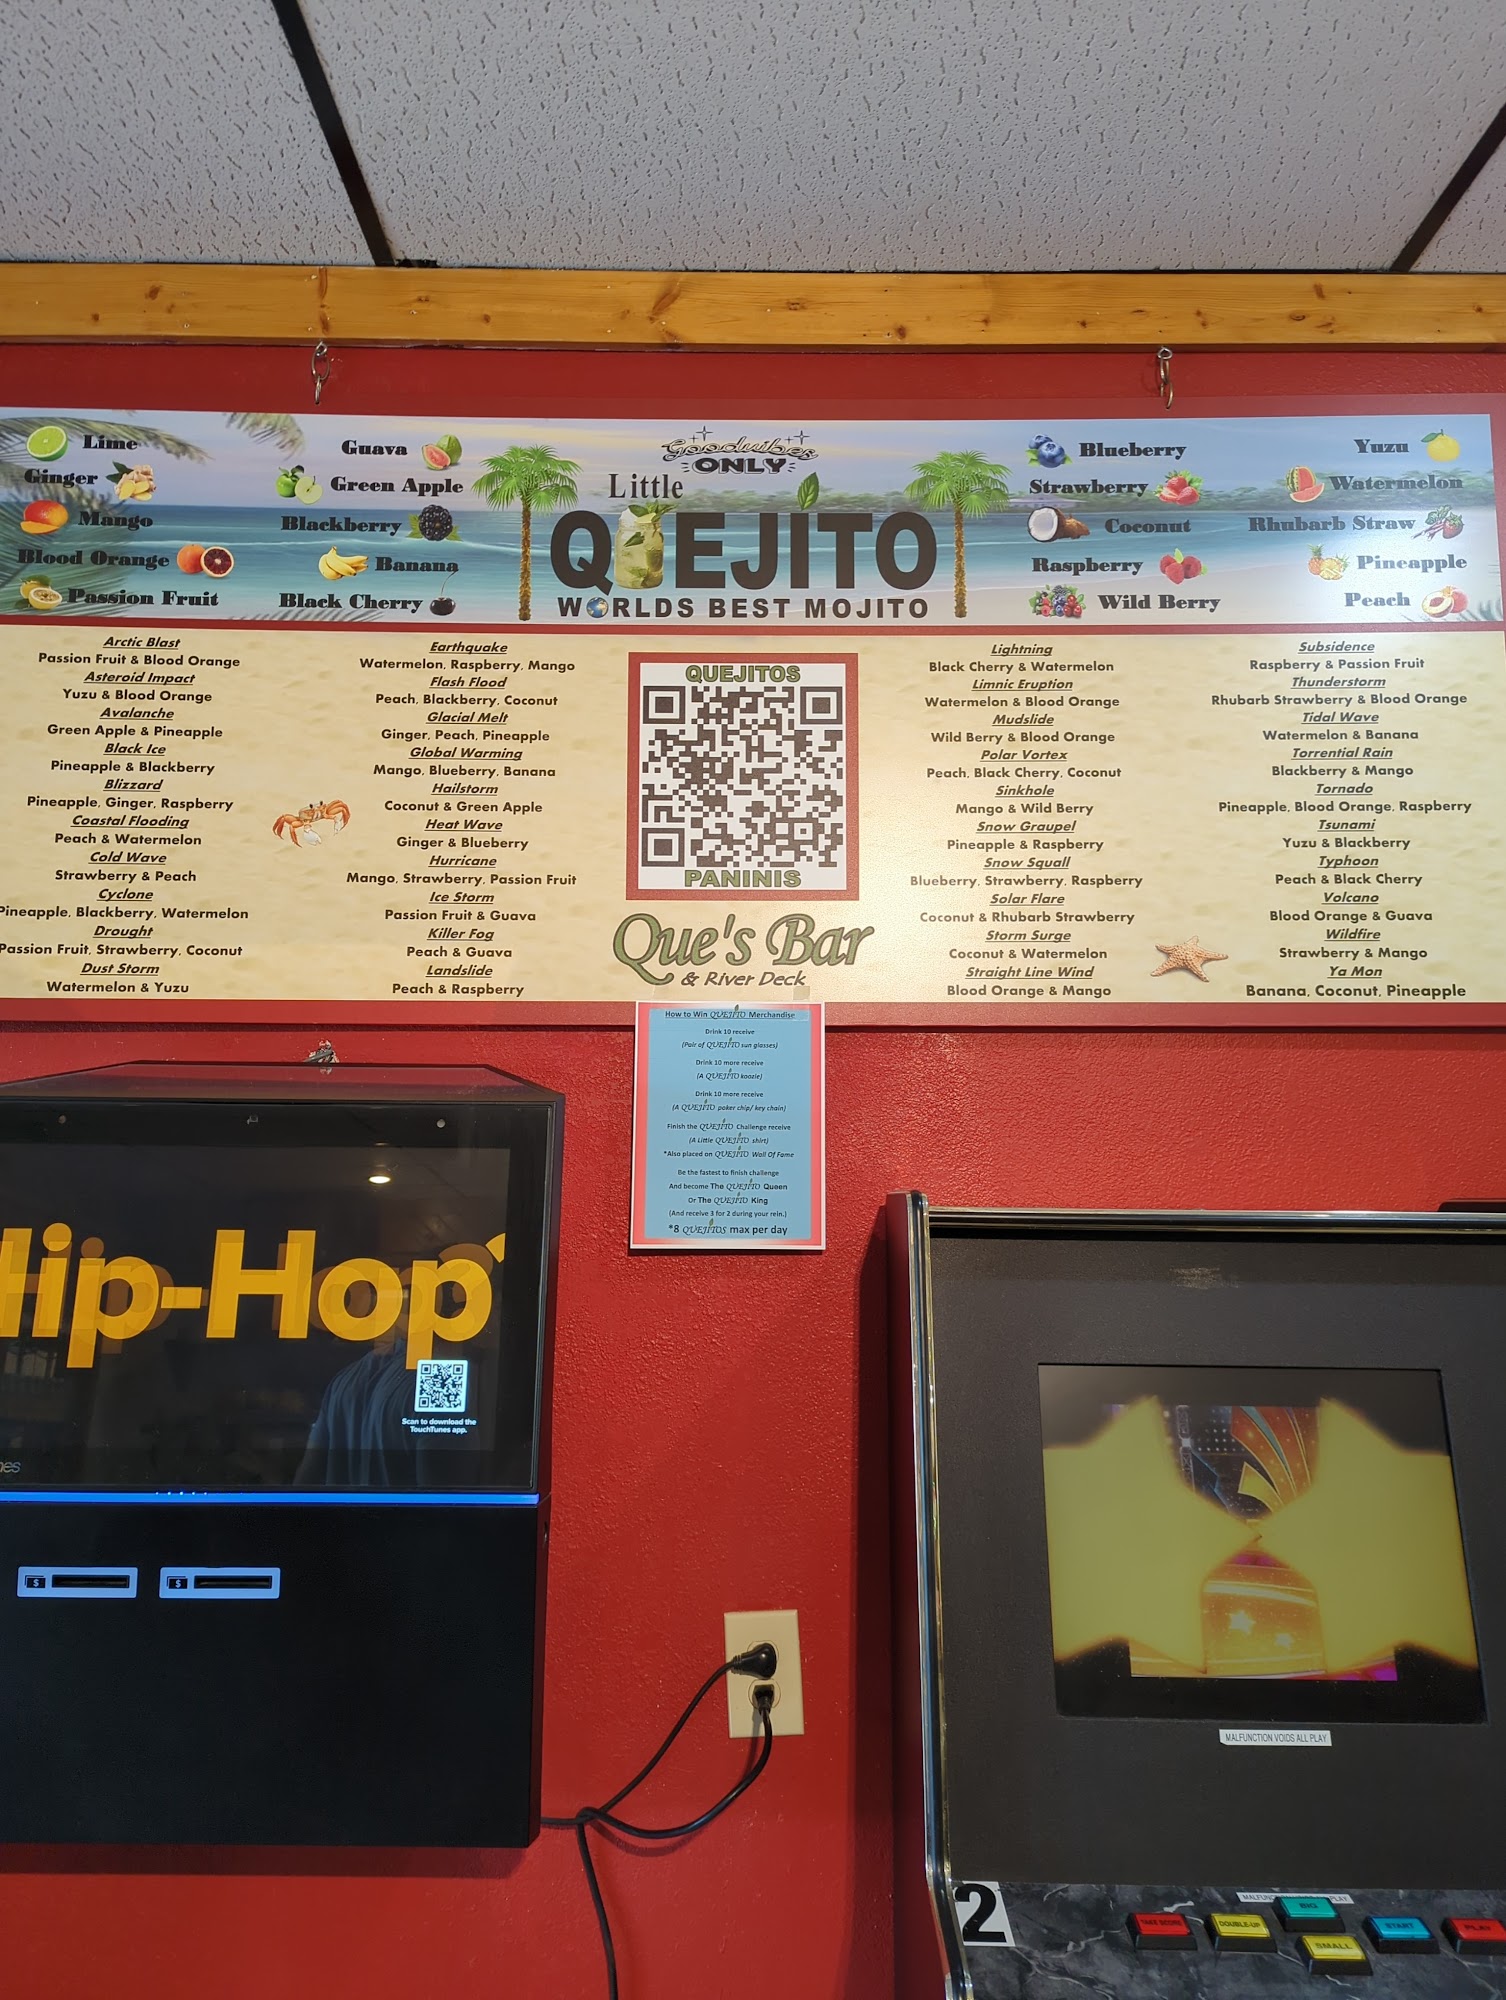 Lime
Ginger
Mango
Blood Orange
Passion Fruit
Guava
Green Apple
Blackberry
Banana
Black Cherry
Goodvibes
ONLY
Little
QUEJITO
WORLDS BEST MOJITO
Blueberry
Strawberry
Coconut
Raspberry
Wild Berry
Yuzu
Watermelon
Rhubarb Straw
Pineapple
Peach
Arctic Blast
Passion Fruit & Blood Orange
Asteroid Impact
Yuzu & Blood Orange
Avalanche
Green Apple & Pineapple
Black Ice
Pineapple & Blackberry
Blizzard
Pineapple, Ginger, Raspberry
Coastal Flooding
Peach & Watermelon
Cold Wave
Strawberry & Peach
Cyclone
Pineapple, Blackberry, Watermelon
Drought
Passion Fruit, Strawberry, Coconut
Dust Storm
Watermelon & Yuzu
Earthquake
Watermelon, Raspberry, Mango
Flash Flood
Peach, Blackberry, Coconut
Glacial Melt
Ginger, Peach, Pineapple
Global Warming
Mango, Blueberry, Banana
Hailstorm
Coconut & Green Apple
Heat Wave
Ginger & Blueberry
Hurricane
Mango, Strawberry, Passion Fruit
Ice Storm
Passion Fruit & Guava
Killer Fog
Peach & Guava
Landslide
Peach & Raspberry
QUEJITOS
PANINIS
Que's Bar
& River Deck
Lightning
Black Cherry & Watermelon
Limnic Eruption
Watermelon & Blood Orange
Mudslide
Wild Berry & Blood Orange
Polar Vortex
Peach, Black Cherry, Coconut
Sinkhole
Mango & Wild Berry
Snow Graupel
Pineapple & Raspberry
Snow Squall
Blueberry, Strawberry, Raspberry
Solar Flare
Coconut & Rhubarb Strawberry
Storm Surge
Coconut & Watermelon
Straight Line Wind
Blood Orange & Mango
Subsidence
Raspberry & Passion Fruit
Thunderstorm
Rhubarb Strawberry & Blood Orange
Tidal Wave
Watermelon & Banana
Torrential Rain
Blackberry & Mango
Tornado
Pineapple, Blood Orange, Raspberry
Tsunami
Yuzu & Blackberry
Typhoon
Peach & Black Cherry
Volcano
Blood Orange & Guava
Wildfire
Strawberry & Mango
Ya Mon
Banana, Coconut, Pineapple
How to Win QUEJITO Merchandise
Drink 10 receive
(Pair of QUEJITO sun glasses)
Drink 10 more receive
(A QUEJITO koozie)
Drink 10 more receive
(A QUEJITO poker chip/ key chain)
Finish the QUEJITO Challenge receive
(A Little QUEJITO shirt)
*Also placed on QUEJITO Wall Of Fame
Be the fastest to finish challenge
And become The QUEJITO Queen
Or The QUEJITO King
(And receive 3 for 2 during your rein.)
*8 QUEJITOS max per day
Hip-Hop
Scan to download the
TouchTunes app.
nes
$ $
MALFUNCTION VOIDS ALL PLAY
2
TAKE SCORE
DOUBLE-UP
BIG
SMALL
START
PLAY